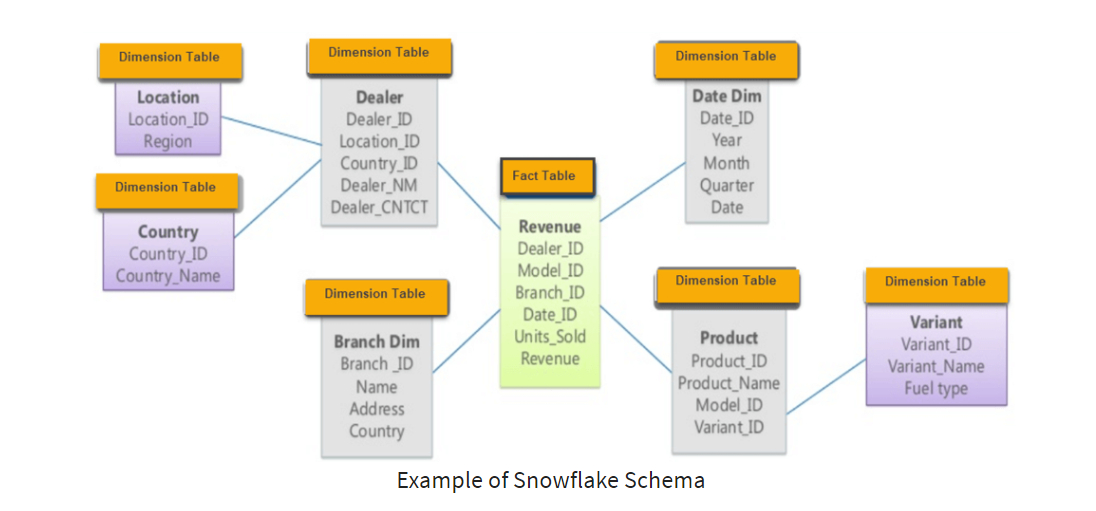 Dimension Table
Location
Location_ID
Region
Dimension Table
Country
Country_ID
Country_Name
Dimension Table
Dealer
Dealer_ID
Location_ID
Country_ID
Dealer_NM
Dealer_CNTCT
Dimension Table
Branch Dim
Branch _ID
Name
Address
Country
Fact Table
Revenue
Dealer_ID
Model_ID
Branch_ID
Date_ID
Units_Sold
Revenue
Dimension Table
Date Dim
Date_ID
Year
Month
Quarter
Date
Dimension Table
Product
Product_ID
Product_Name
Model_ID
Variant_ID
Dimension Table
Variant
Variant_ID
Variant_Name
Fuel type
Example of Snowflake Schema